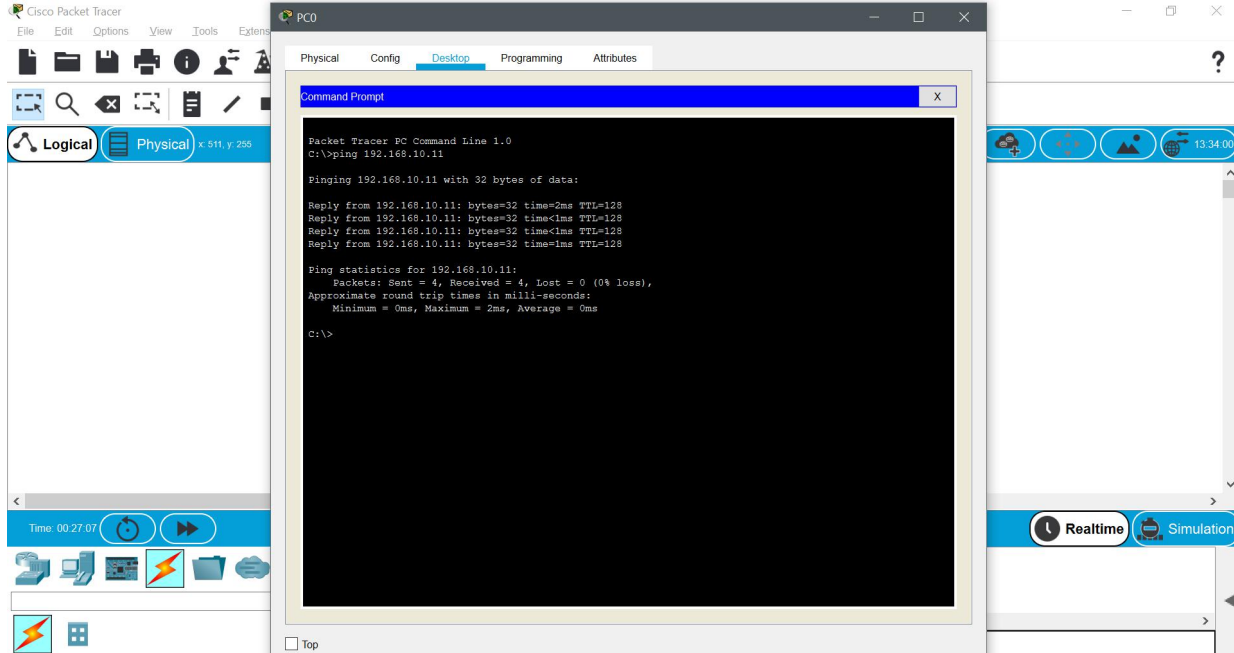 Cisco Packet Tracer
File Edit Options View Tools Extens
PC0
Physical Config Desktop Programming Attributes
Command Prompt
X
Logical
Physical
x: 511, y: 255
13:34:00
Packet Tracer PC Command Line 1.0
C:\>ping 192.168.10.11
Pinging 192.168.10.11 with 32 bytes of data:
Reply from 192.168.10.11: bytes=32 time=2ms TTL=128
Reply from 192.168.10.11: bytes=32 time<1ms TTL=128
Reply from 192.168.10.11: bytes=32 time<1ms TTL=128
Reply from 192.168.10.11: bytes=32 time=1ms TTL=128
Ping statistics for 192.168.10.11:
Packets: Sent = 4, Received = 4, Lost = 0 (0% loss),
Approximate round trip times in milli-seconds:
Minimum = 0ms, Maximum = 2ms, Average = 0ms
C:\>
Time: 00:27:07
Realtime
Simulation
Top